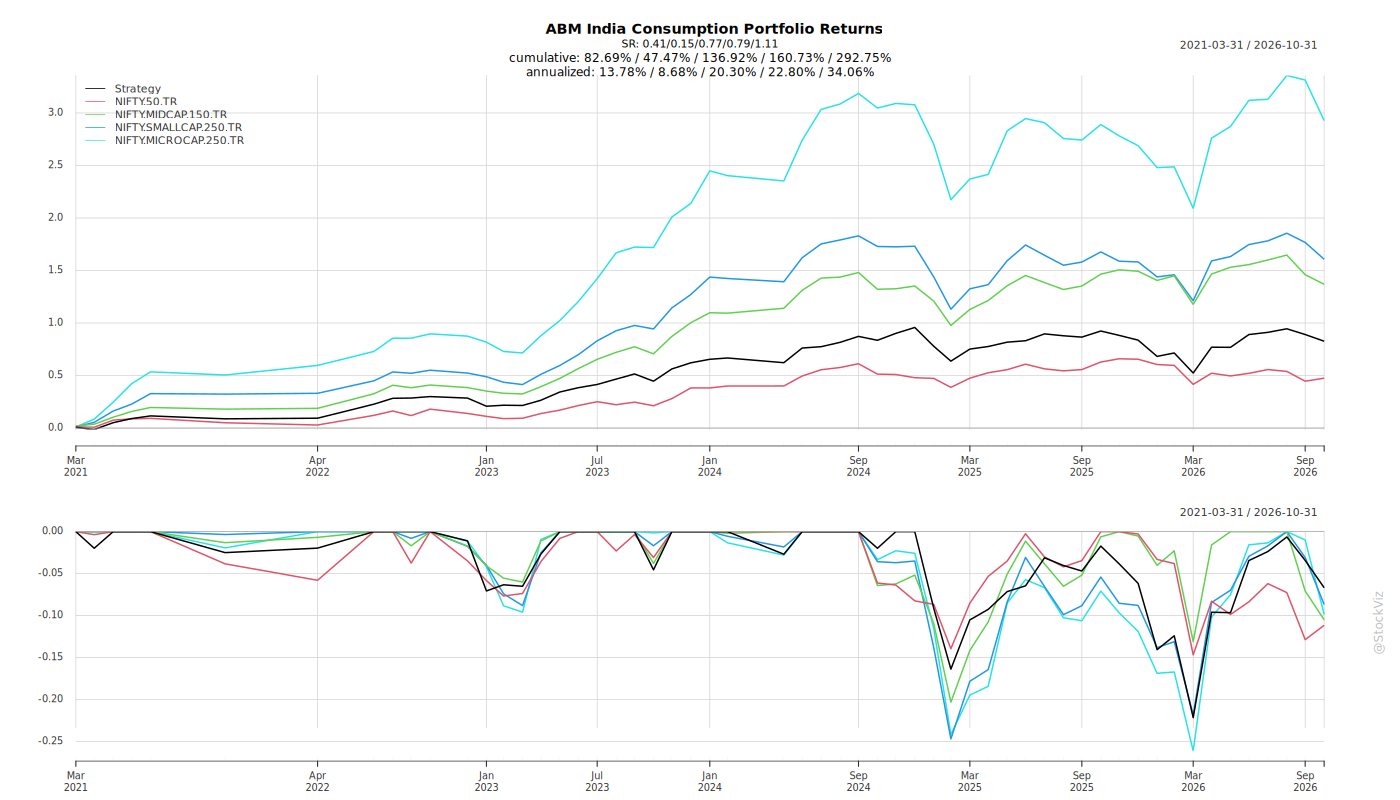 ABM India Consumption Portfolio Returns
SR: 0.41/0.15/0.77/0.79/1.11
cumulative: 82.69% / 47.47% / 136.92% / 160.73% / 292.75%
annualized: 13.78% / 8.68% / 20.30% / 22.80% / 34.06%
2021-03-31 / 2026-10-31
Strategy
NIFTY.50.TR
NIFTY.MIDCAP.150.TR
NIFTY.SMALLCAP.250.TR
NIFTY.MICROCAP.250.TR
3.0
2.5
2.0
1.5
1.0
0.5
0.0
Mar Apr Jan Jul Jan Sep Mar Sep Mar Sep
2021 2022 2023 2023 2024 2024 2025 2025 2026 2026
2021-03-31 / 2026-10-31
0.00
-0.05
-0.10
-0.15
-0.20
-0.25
Mar Apr Jan Jul Jan Sep Mar Sep Mar Sep
2021 2022 2023 2023 2024 2024 2025 2025 2026 2026
@StockViz